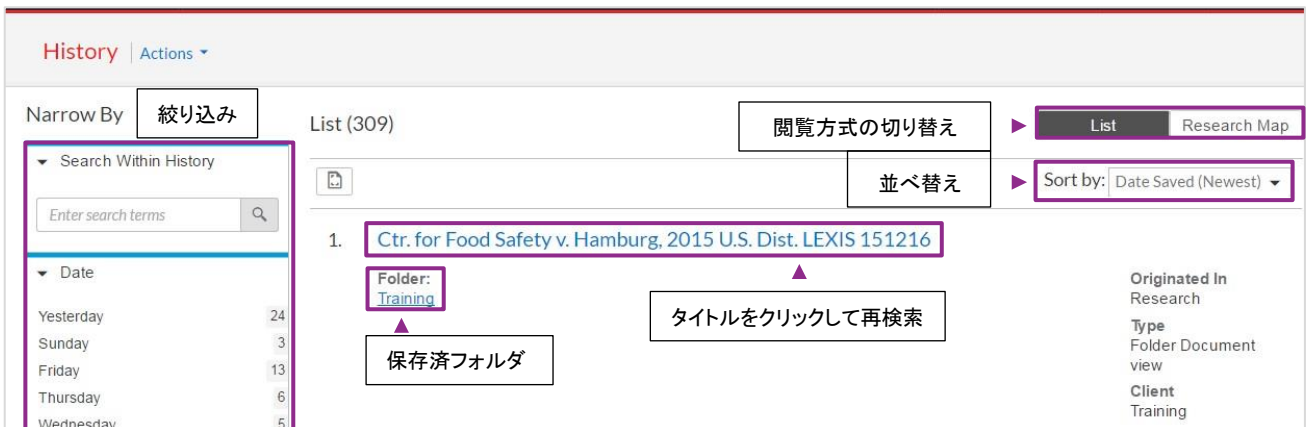 History Actions
Narrow By
絞り込み
List (309)
閲覧方式の切り替え
List
Research Map
Search Within History
並べ替え
Sort by: Date Saved (Newest)
Enter search terms
1. Ctr. for Food Safety v. Hamburg, 2015 U.S. Dist. LEXIS 151216
Date
Folder:
Training
Originated In
Research
Yesterday 24
タイトルをクリックして再検索
Type
Sunday 3
Folder Document
view
保存済フォルダ
Friday 13
Client
Training
Thursday 6
Wednesday 5